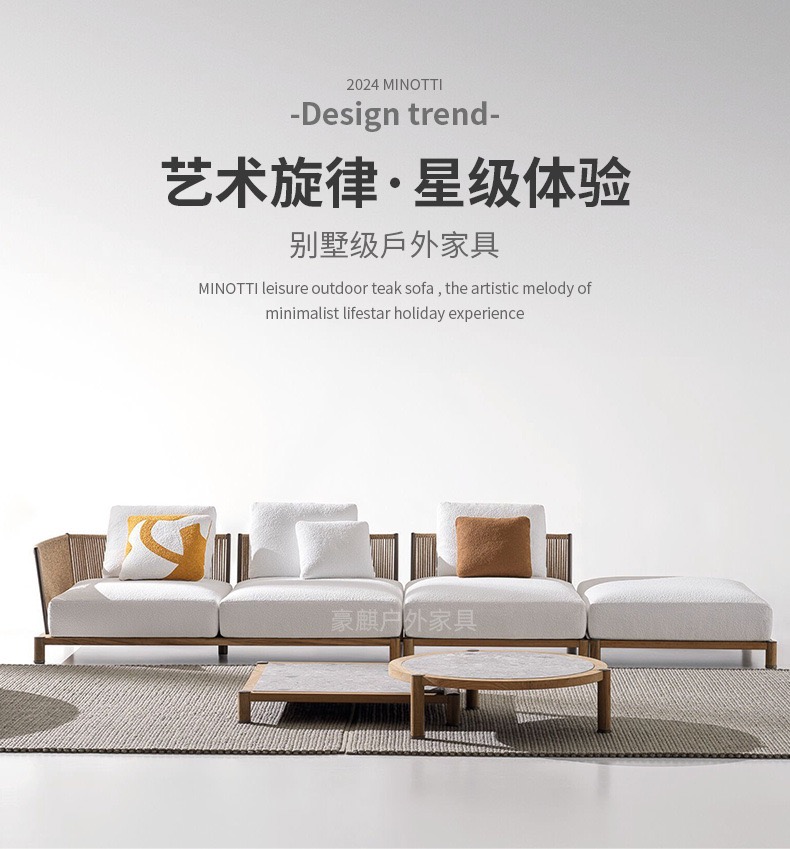 2024 MINOTTI
-Design trend-
艺术旋律·星级体验
别墅级戶外家具
MINOTTI leisure outdoor teak sofa , the artistic melody of
minimalist lifestar holiday experience
豪麒户外家具